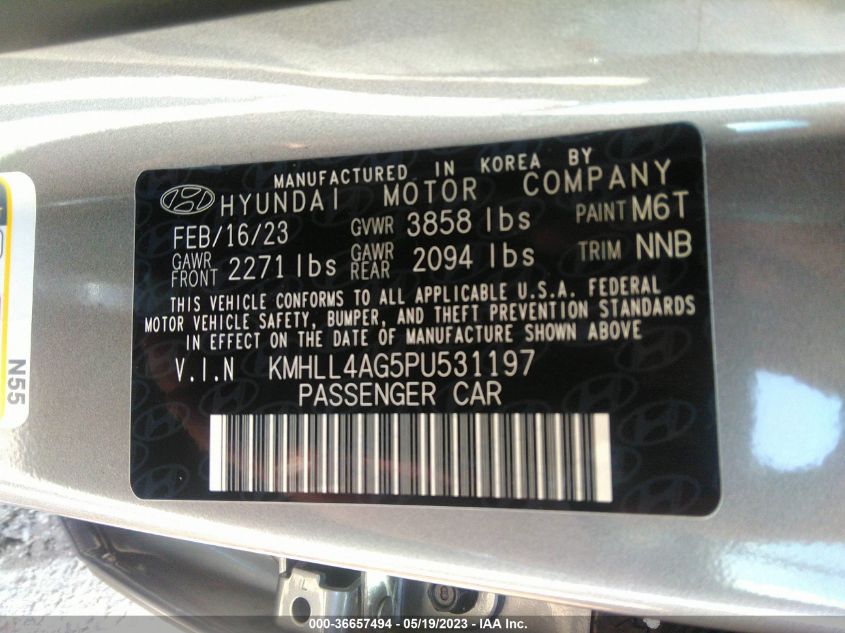 MANUFACTURED IN KOREA BY
HYUNDAI MOTOR COMPANY
FEB/16/23 GVWR 3858 lbs PAINT M6T
GAWR FRONT 2271 lbs GAWR REAR 2094 lbs TRIM NNB
THIS VEHICLE CONFORMS TO ALL APPLICABLE U.S.A. FEDERAL
MOTOR VEHICLE SAFETY, BUMPER, AND THEFT PREVENTION STANDARDS
IN EFFECT ON THE DATE OF MANUFACTURE SHOWN ABOVE
V.I.N KMHLL4AG5PU531197
PASSENGER CAR
N55
000-36657494 — 05/19/2023 — IAA Inc.